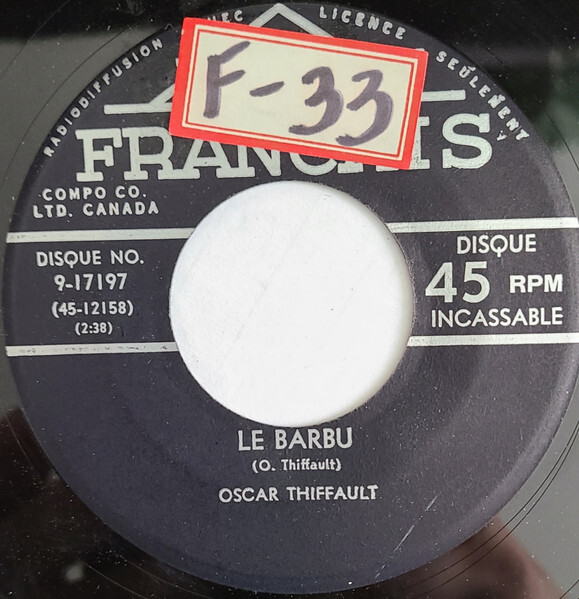 RADIODIFFUSION
LICENCE SEULEMENT
F-33
COMPO CO.
LTD. CANADA
DISQUE NO.
9-17197
(45-12158)
(2:38)
DISQUE
45 RPM
INCASSABLE
LE BARBU
(O. Thiffault)
OSCAR THIFFAULT